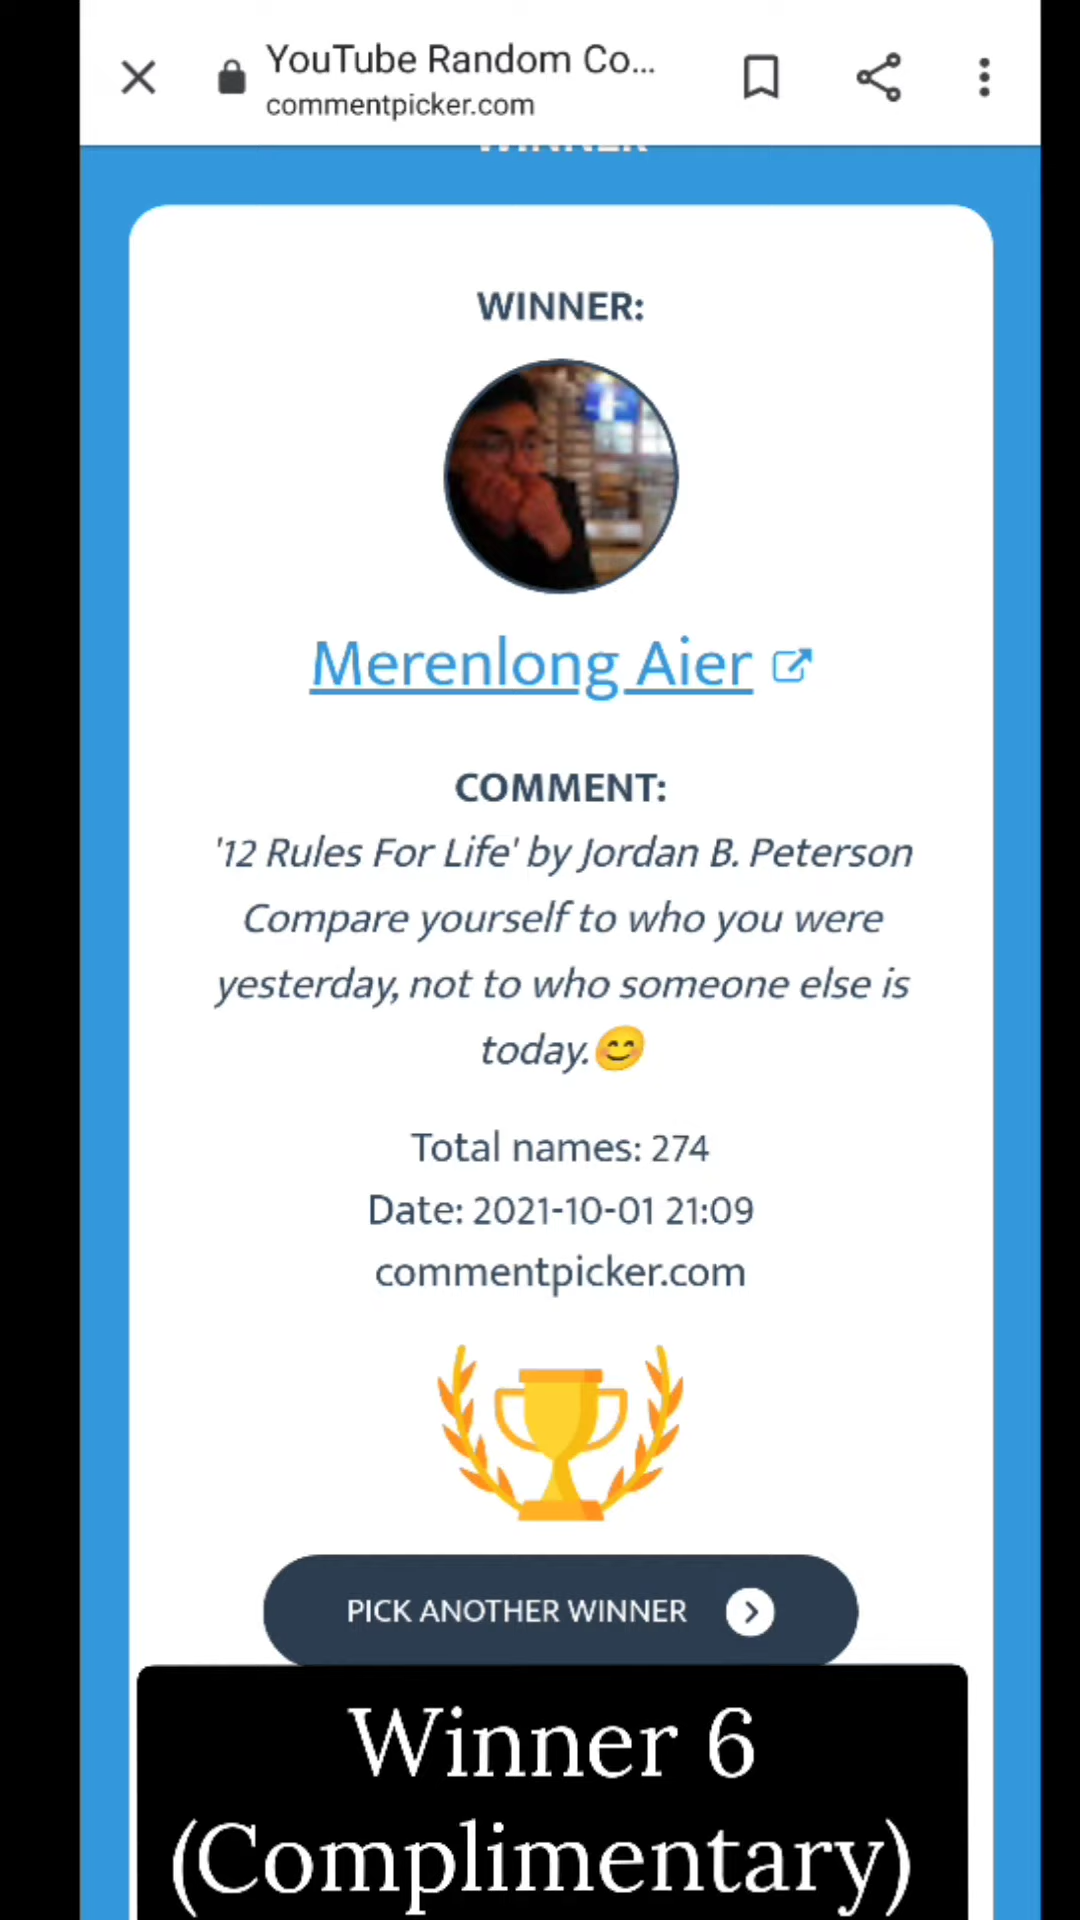 YouTube Random Co...
commentpicker.com
WINNER
WINNER:
Merenlong Aier
COMMENT:
'12 Rules For Life' by Jordan B. Peterson
Compare yourself to who you were
yesterday, not to who someone else is
today.😊
Total names: 274
Date: 2021-10-01 21:09
commentpicker.com
PICK ANOTHER WINNER
Winner 6
(Complimentary)